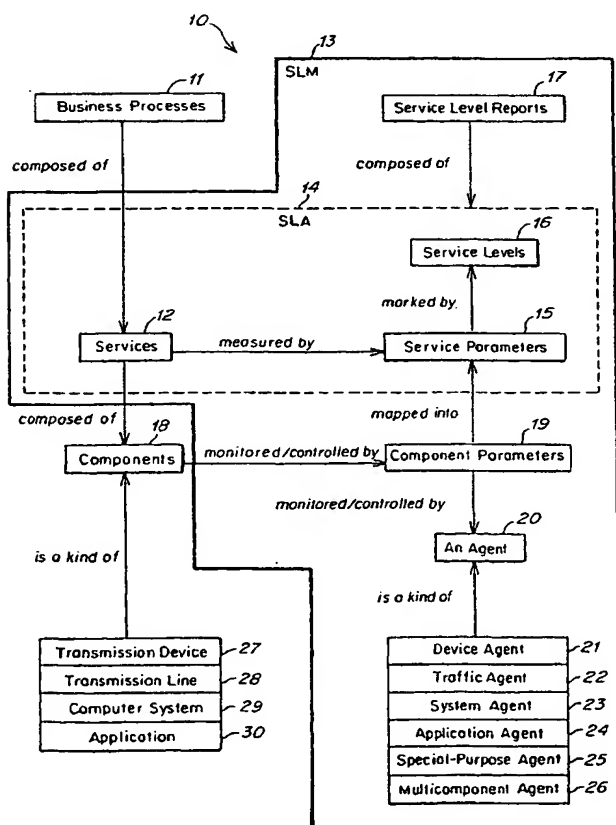 10
13
SLM
11
17
Business Processes
Service Level Reports
composed of
composed of
14
SLA
16
Service Levels
marked by.
12
15
Services
measured by
Service Parameters
composed of
mapped into
18
19
Components
monitored/controlled by
Component Parameters
monitored/controlled by
20
An Agent
is a kind of
is a kind of
Transmission Device 27
Transmission Line 28
Computer System 29
Application 30
Device Agent 21
Traffic Agent 22
System Agent 23
Application Agent 24
Special-Purpose Agent 25
Multicomponent Agent 26